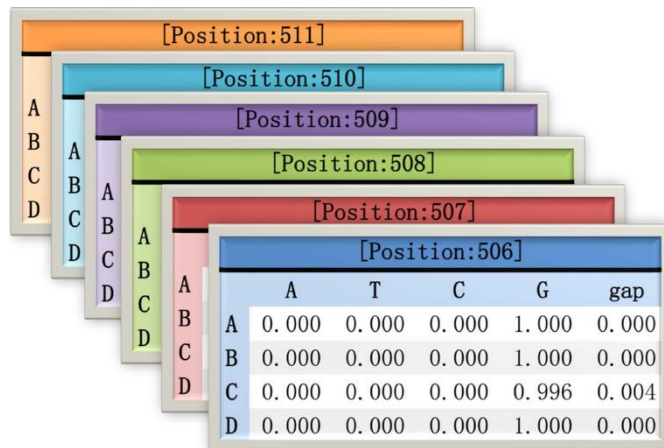 [Position:511]
A
B
C
D
[Position:510]
A
B
C
D
[Position:509]
A
B
C
D
[Position:508]
A
B
C
D
[Position:507]
A
B
C
D
[Position:506]
A T C G gap
A 0.000 0.000 0.000 1.000 0.000
B 0.000 0.000 0.000 1.000 0.000
C 0.000 0.000 0.000 0.996 0.004
D 0.000 0.000 0.000 1.000 0.000